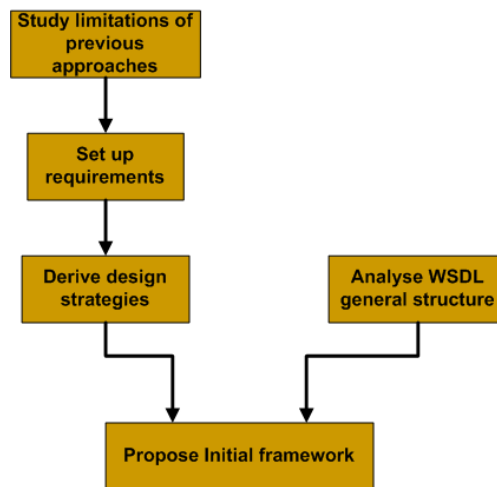 Study limitations of
previous
approaches
Set up
requirements
Derive design
strategies
Analyse WSDL
general structure
Propose Initial framework